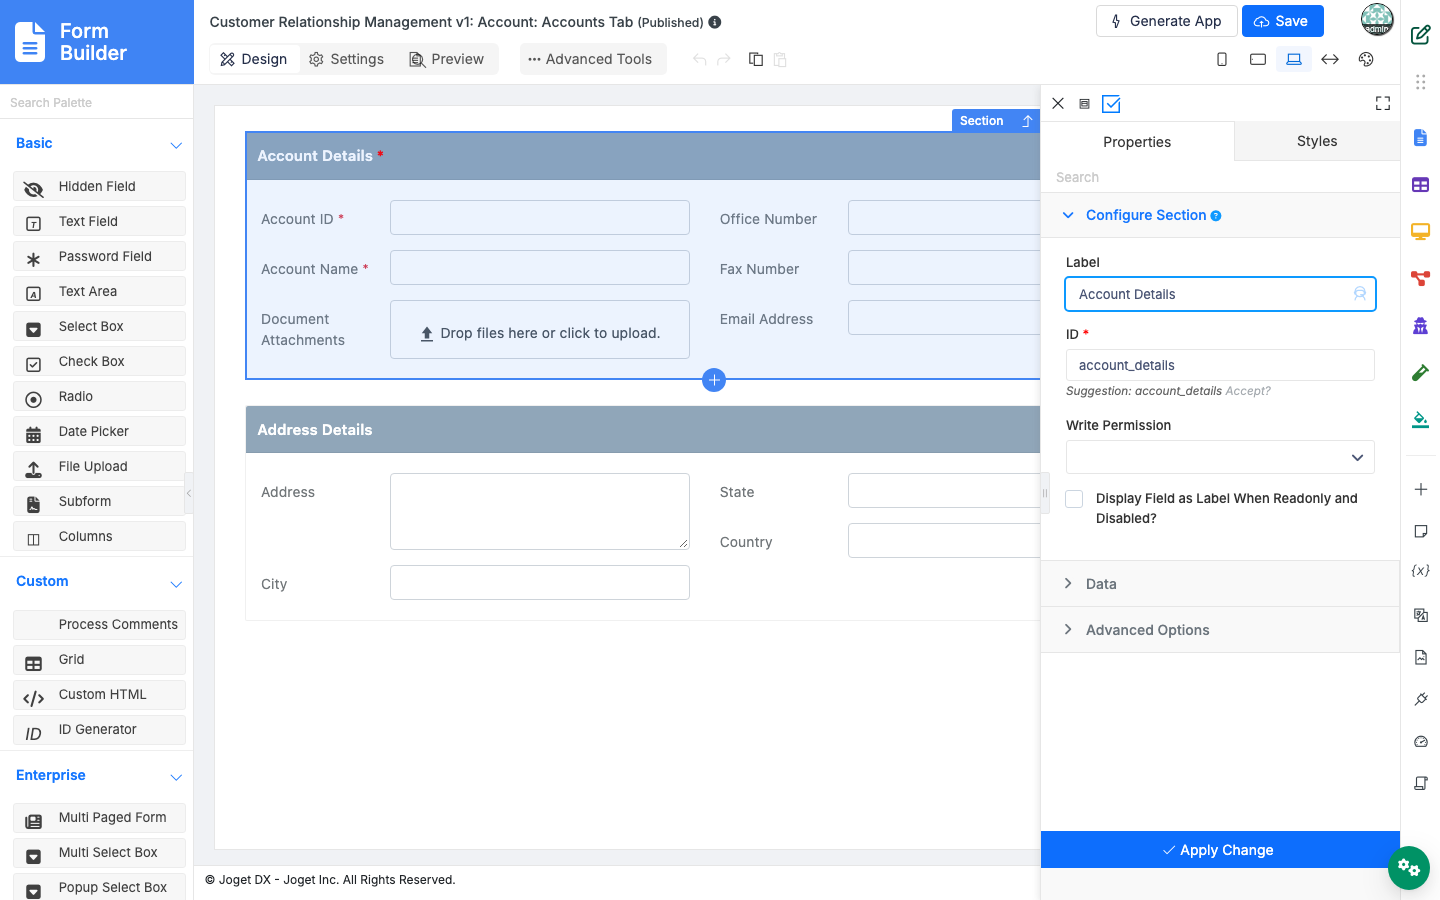 Form
Builder
Customer Relationship Management v1: Account: Accounts Tab (Published)
Generate App
Save
admin
Design
Settings
Preview
Advanced Tools
Search Palette
Basic
Hidden Field
Text Field
Password Field
Text Area
Select Box
Check Box
Radio
Date Picker
File Upload
Subform
Columns
Custom
Process Comments
Grid
Custom HTML
ID Generator
Enterprise
Multi Paged Form
Multi Select Box
Popup Select Box
Section
Account Details *
Account ID *
Office Number
Account Name *
Fax Number
Document
Attachments
Drop files here or click to upload.
Email Address
Address Details
Address
State
Country
City
© Joget DX - Joget Inc. All Rights Reserved.
Properties
Styles
Search
Configure Section
Label
Account Details
ID *
account_details
Suggestion: account_details Accept?
Write Permission
Display Field as Label When Readonly and
Disabled?
Data
Advanced Options
Apply Change
{x}